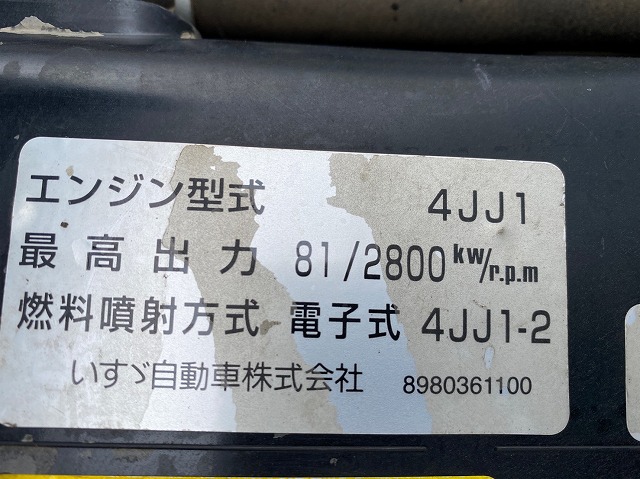 エンジン型式 4JJ1
最高出力 81/2800 kw/r.p.m
燃料噴射方式 電子式 4JJ1-2
いすゞ自動車株式会社 8980361100